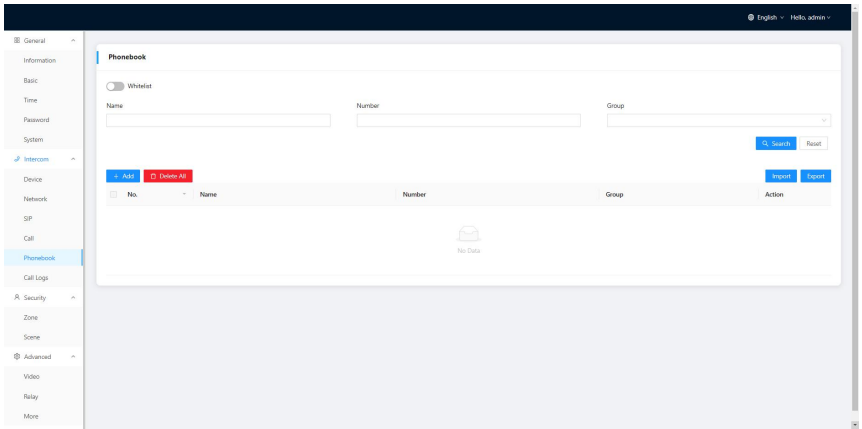 English Hello, admin
General
Information
Basic
Time
Password
System
Intercom
Device
Network
SIP
Call
Phonebook
Call Logs
Security
Zone
Scene
Advanced
Video
Relay
More
Phonebook
Whitelist
Name Number Group
Search Reset
+ Add Delete All Import Export
No. Name Number Group Action
No Data